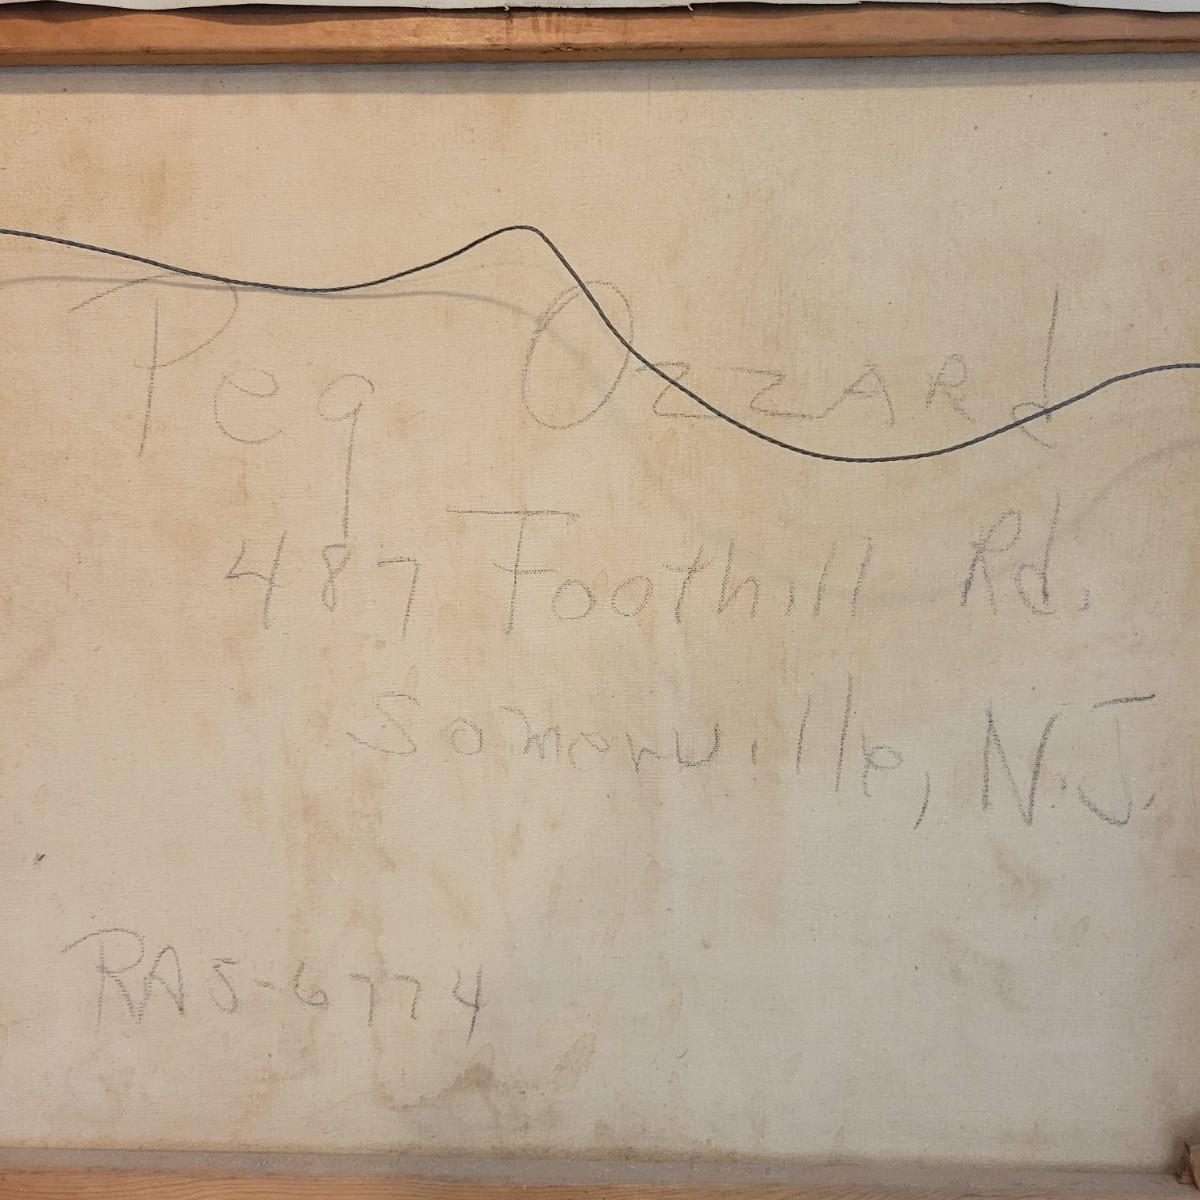 Peg Ozzard
487 Foothill Rd.
Somerville, N.J.
RA5-6774